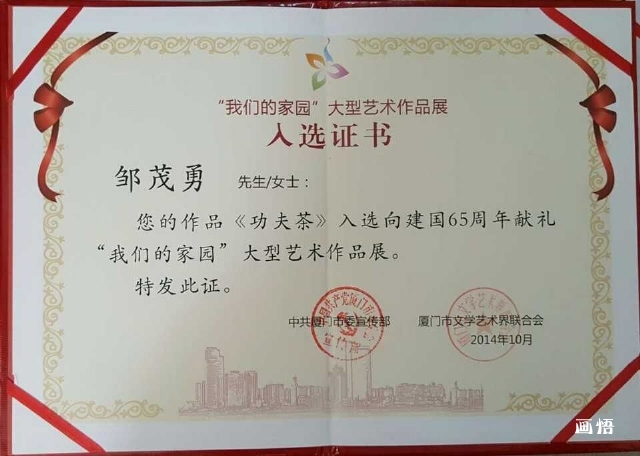 “我们的家园”大型艺术作品展
入选证书
邹茂勇 先生/女士：
您的作品《功夫茶》入选向建国65周年献礼
“我们的家园”大型艺术作品展。
特发此证。
中共厦门市委宣传部 厦门市文学艺术界联合会
2014年10月
画悟